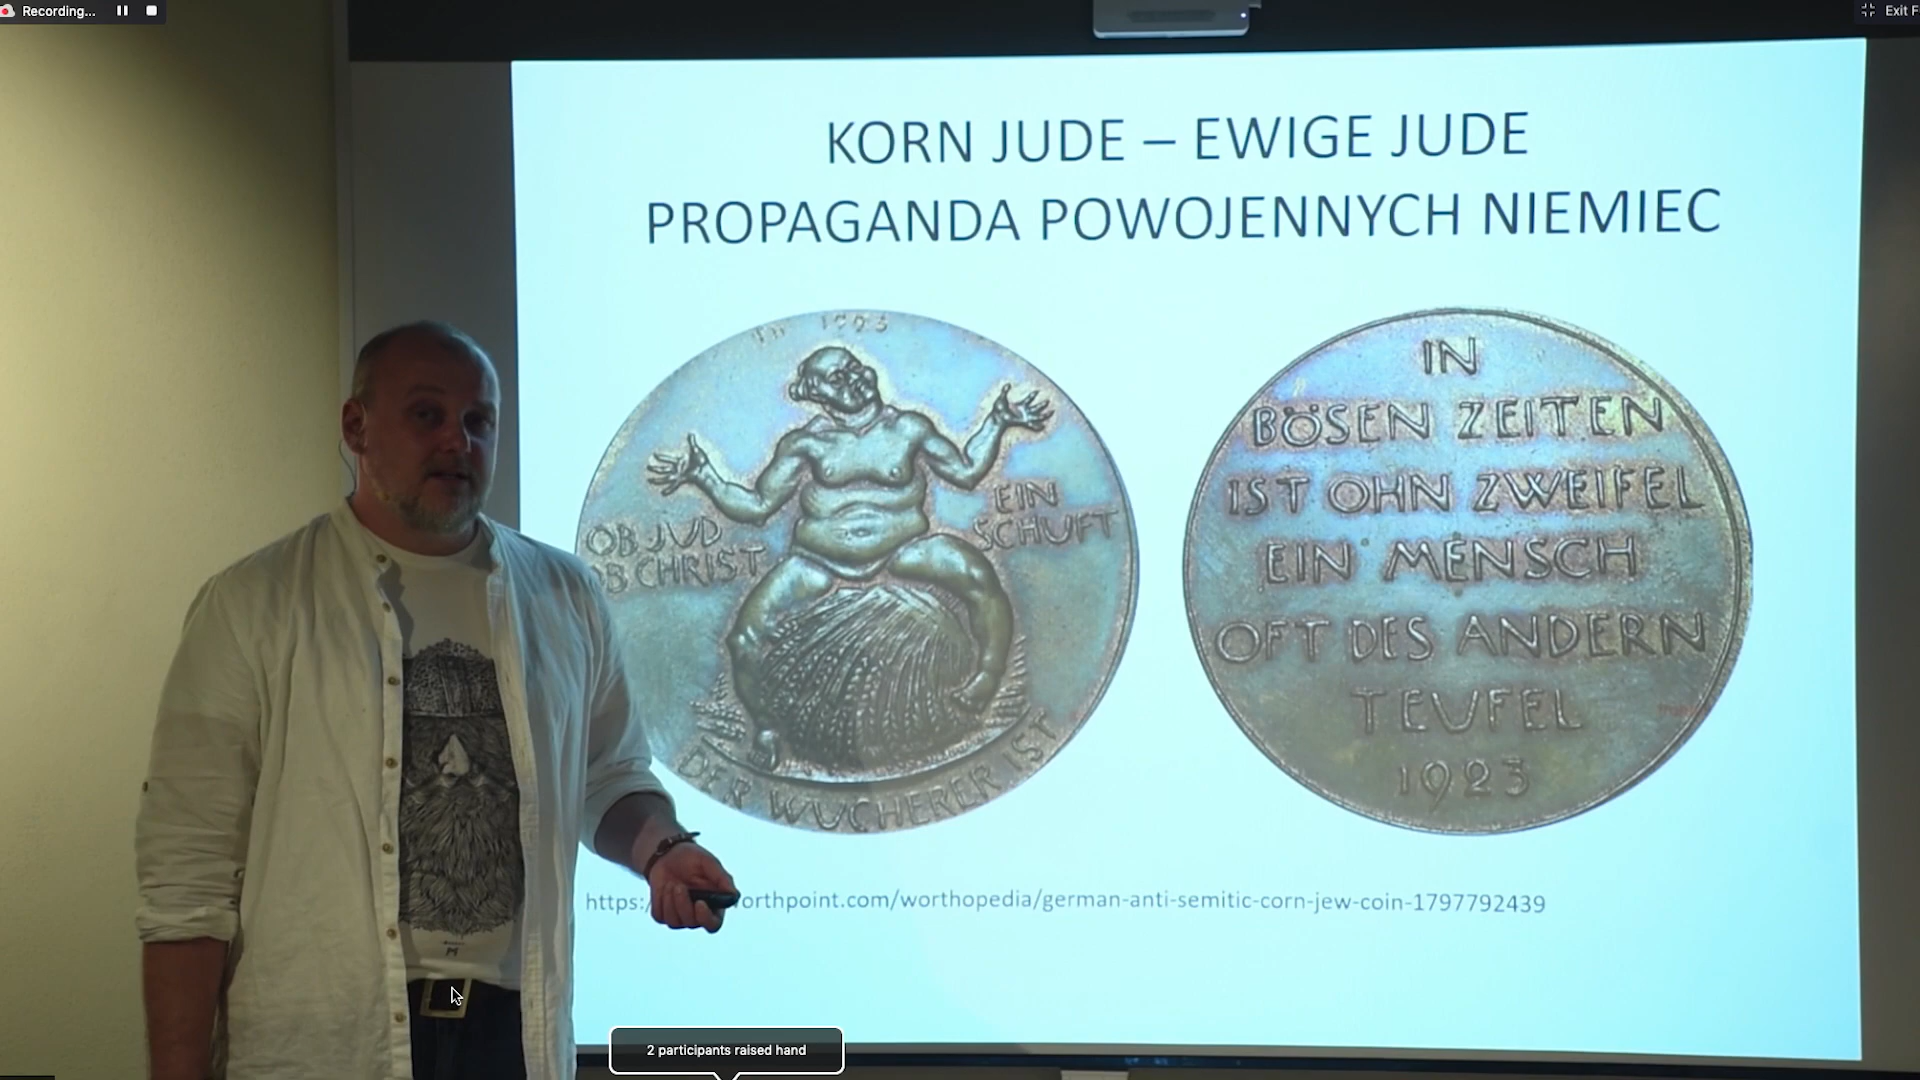 Recording...
Exit F
KORN JUDE – EWIGE JUDE
PROPAGANDA POWOJENNYCH NIEMIEC
1923
OB JUD
OB CHRIST
EIN
SCHUFT
DER WUCHERER IST
IN
BÖSEN ZEITEN
IST OHN ZWEIFEL
EIN MENSCH
OFT DES ANDERN
TEUFEL
1923
https:/ orthpoint.com/worthopedia/german-anti-semitic-corn-jew-coin-1797792439
2 participants raised hand